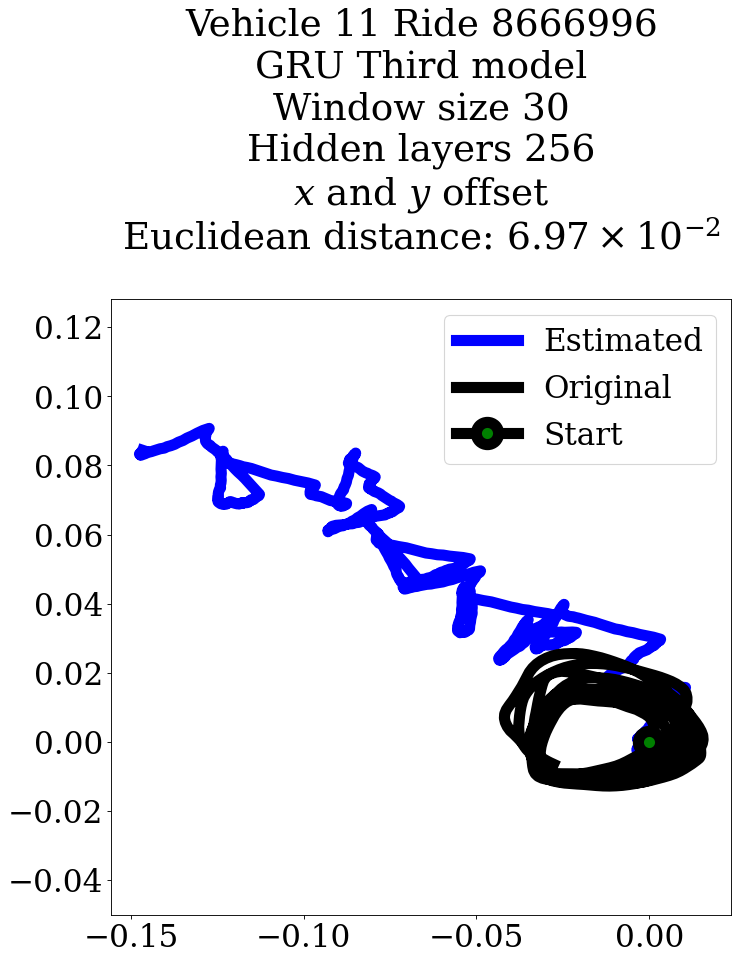 Vehicle 11 Ride 8666996
GRU Third model
Window size 30
Hidden layers 256
x and y offset
Euclidean distance: 6.97 × 10⁻²
Estimated
Original
Start
0.12
0.10
0.08
0.06
0.04
0.02
0.00
−0.02
−0.04
−0.15 −0.10 −0.05 0.00